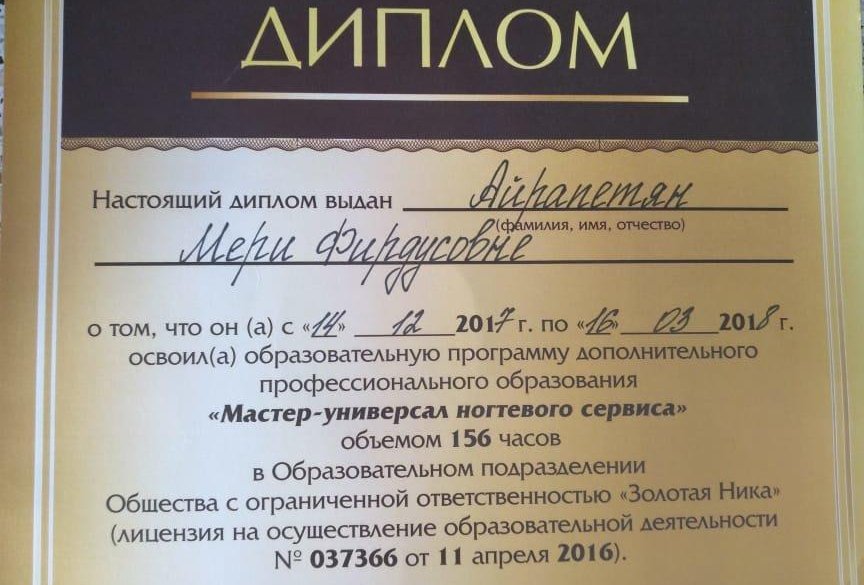 ДИПЛОМ
Настоящий диплом выдан Айрапетян
(фамилия, имя, отчество)
Мери Фирдусовне
о том, что он (а) с «14» 12 2017 г. по «16» 03 2018 г.
освоил(а) образовательную программу дополнительного
профессионального образования
«Мастер-универсал ногтевого сервиса»
объемом 156 часов
в Образовательном подразделении
Общества с ограниченной ответственностью «Золотая Ника»
(лицензия на осуществление образовательной деятельности
№ 037366 от 11 апреля 2016).